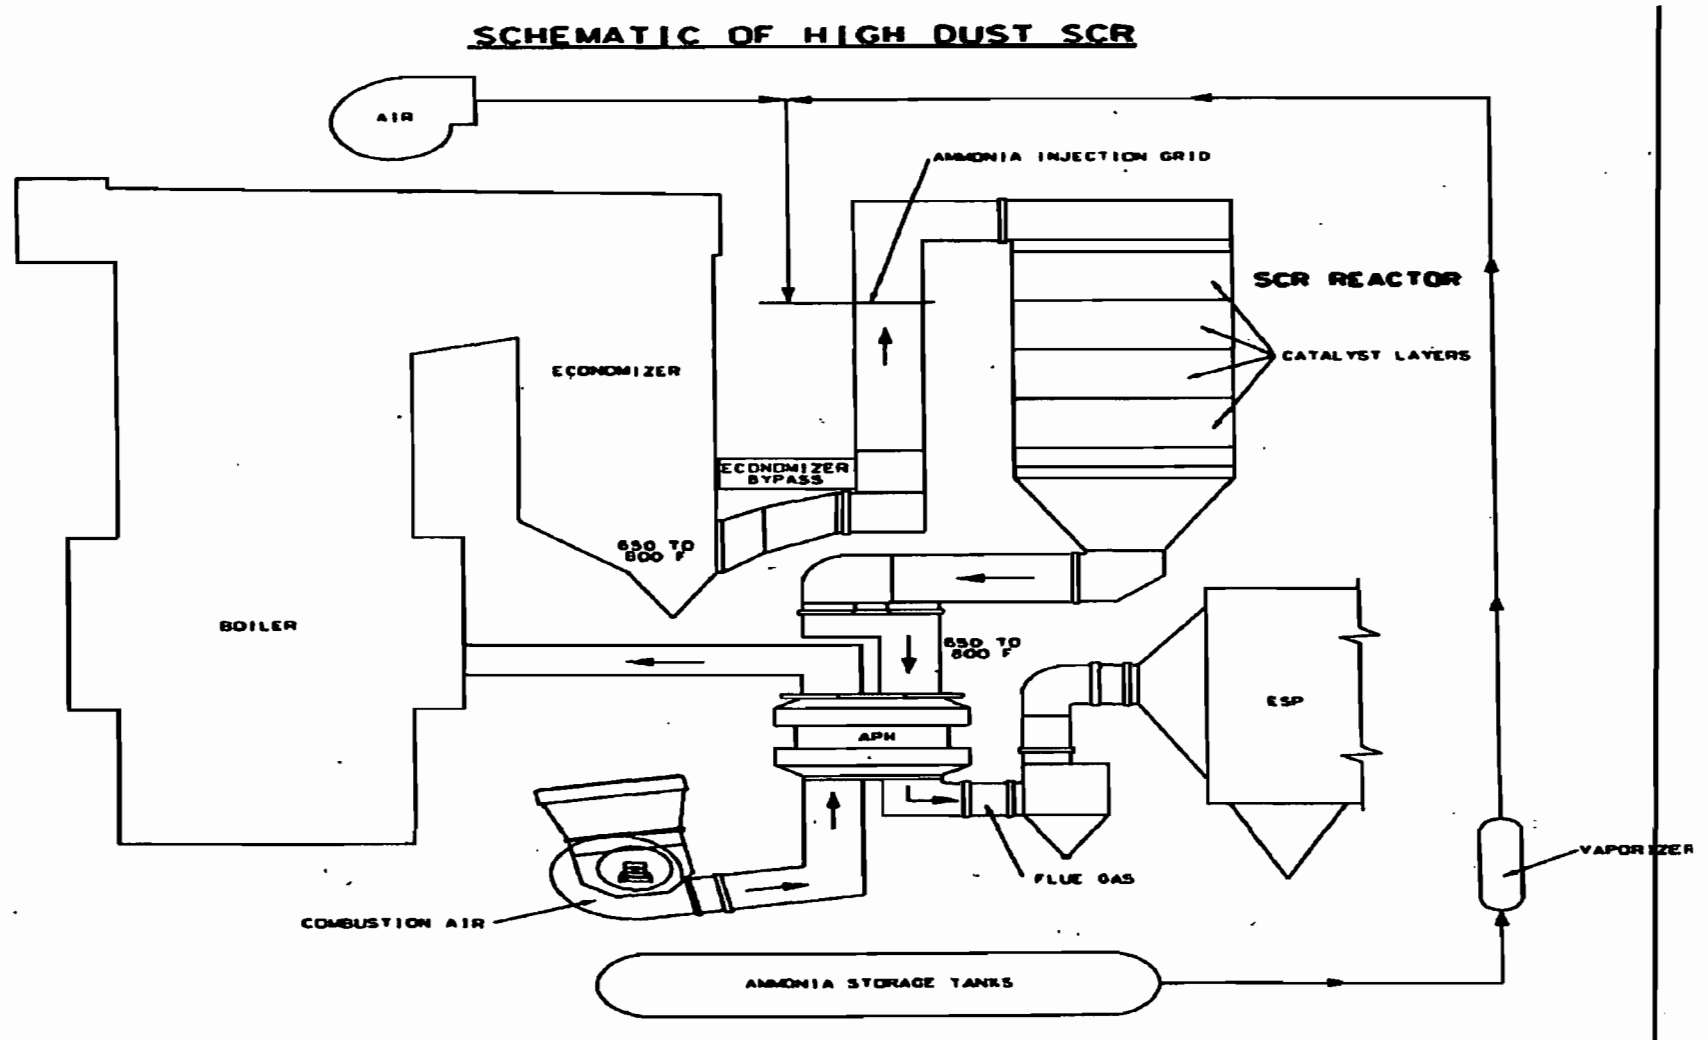 SCHEMATIC OF HIGH DUST SCR
AIR
AMMONIA INJECTION GRID
SCR REACTOR
CATALYST LAYERS
ECONOMIZER
ECONOMIZER
BYPASS
650 TO
800 F
BOILER
650 TO
800 F
ESP
APH
VAPORIZER
FLUE GAS
COMBUSTION AIR
AMMONIA STORAGE TANKS